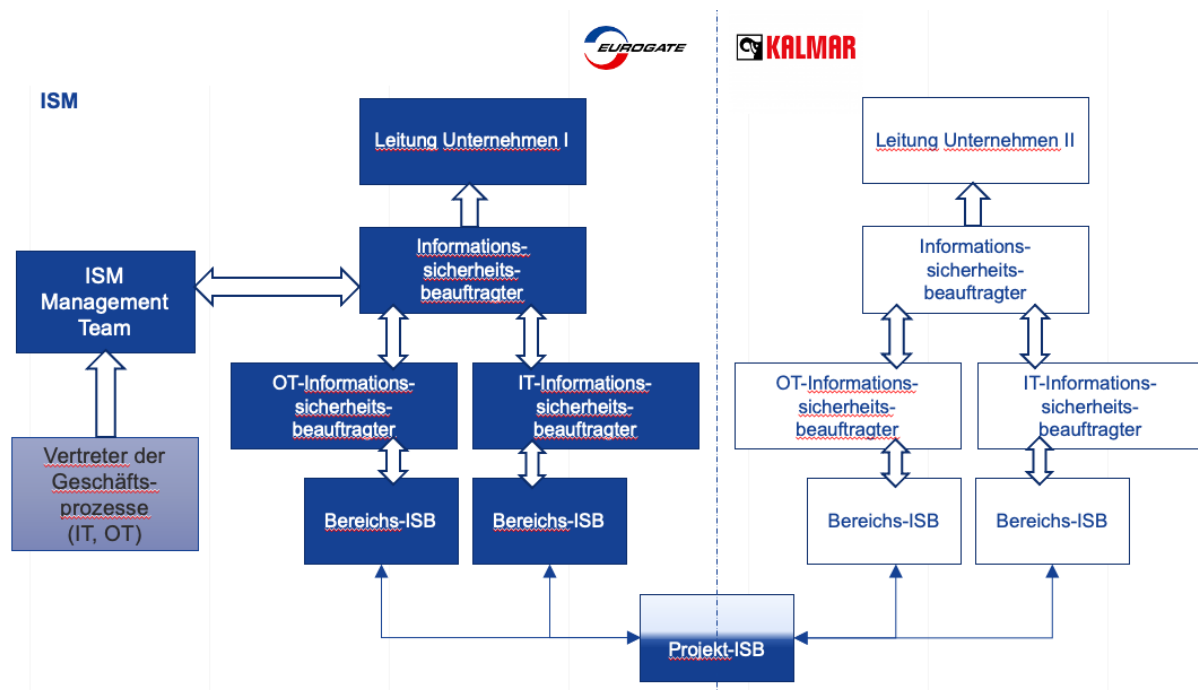 EUROGATE
KALMAR
ISM
Leitung Unternehmen I
Leitung Unternehmen II
Informations-
sicherheits-
beauftragter
Informations-
sicherheits-
beauftragter
ISM
Management
Team
OT-Informations-
sicherheits-
beauftragter
IT-Informations-
sicherheits-
beauftragter
OT-Informations-
sicherheits-
beauftragter
IT-Informations-
sicherheits-
beauftragter
Vertreter der
Geschäfts-
prozesse
(IT, OT)
Bereichs-ISB
Bereichs-ISB
Bereichs-ISB
Bereichs-ISB
Projekt-ISB